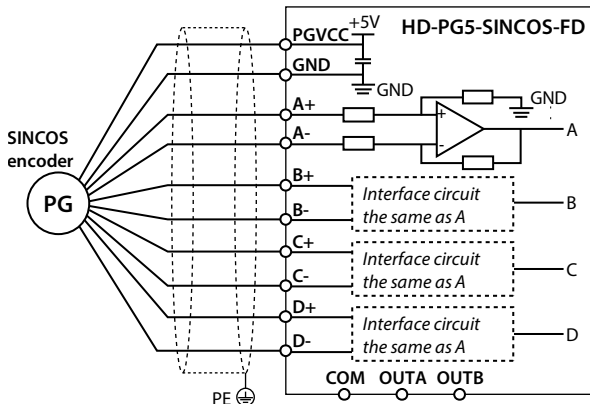 HD-PG5-SINCOS-FD
PGVCC
+5V
GND
GND
A+
GND
A
A-
SINCOS
encoder
PG
B+
Interface circuit
the same as A
B
B-
C+
Interface circuit
the same as A
C
C-
D+
Interface circuit
the same as A
D
D-
COM OUTA OUTB
PE
+
-